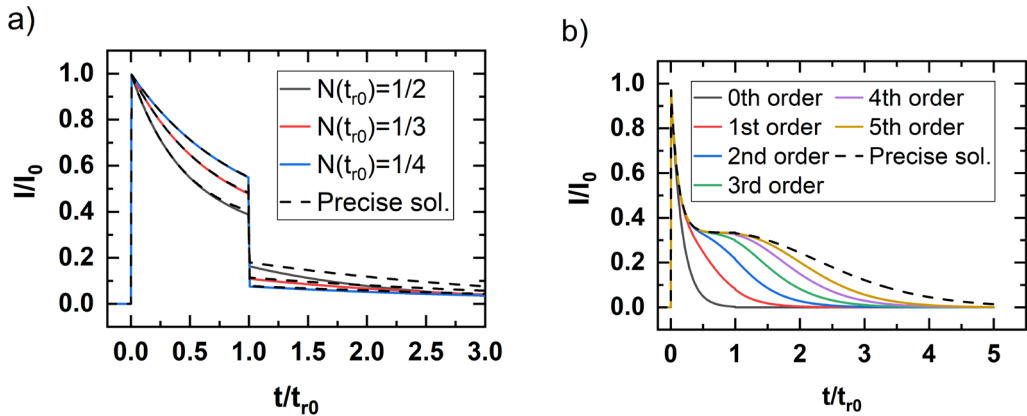 a)
I/I₀
1.0
0.8
0.6
0.4
0.2
0.0
N(tᵣ₀)=1/2
N(tᵣ₀)=1/3
N(tᵣ₀)=1/4
Precise sol.
0.0 0.5 1.0 1.5 2.0 2.5 3.0
t/tᵣ₀
b)
I/I₀
1.0
0.8
0.6
0.4
0.2
0.0
0th order 4th order
1st order 5th order
2nd order Precise sol.
3rd order
0 1 2 3 4 5
t/tᵣ₀